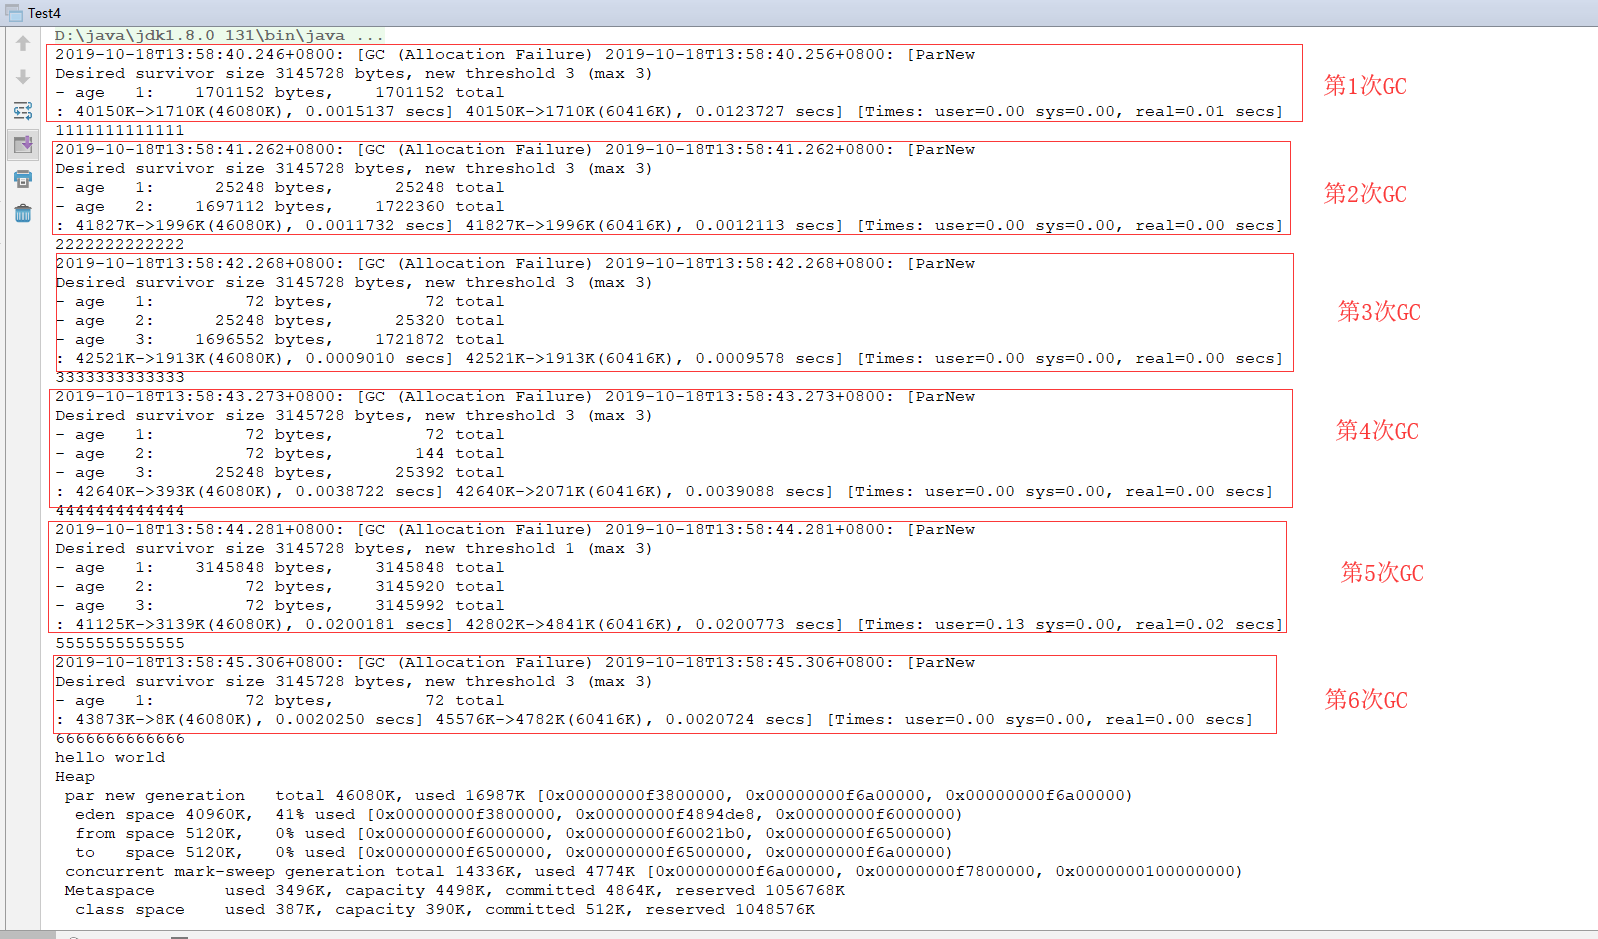 Test4
D:\java\jdk1.8.0 131\bin\java ...
2019-10-18T13:58:40.246+0800: [GC (Allocation Failure) 2019-10-18T13:58:40.256+0800: [ParNew
Desired survivor size 3145728 bytes, new threshold 3 (max 3)
- age   1:    1701152 bytes,    1701152 total
: 40150K->1710K(46080K), 0.0015137 secs] 40150K->1710K(60416K), 0.0123727 secs] [Times: user=0.00 sys=0.00, real=0.01 secs]
第1次GC
1111111111111
2019-10-18T13:58:41.262+0800: [GC (Allocation Failure) 2019-10-18T13:58:41.262+0800: [ParNew
Desired survivor size 3145728 bytes, new threshold 3 (max 3)
- age   1:      25248 bytes,      25248 total
- age   2:    1697112 bytes,    1722360 total
: 41827K->1996K(46080K), 0.0011732 secs] 41827K->1996K(60416K), 0.0012113 secs] [Times: user=0.00 sys=0.00, real=0.00 secs]
第2次GC
2222222222222
2019-10-18T13:58:42.268+0800: [GC (Allocation Failure) 2019-10-18T13:58:42.268+0800: [ParNew
Desired survivor size 3145728 bytes, new threshold 3 (max 3)
- age   1:         72 bytes,         72 total
- age   2:      25248 bytes,      25320 total
- age   3:    1696552 bytes,    1721872 total
: 42521K->1913K(46080K), 0.0009010 secs] 42521K->1913K(60416K), 0.0009578 secs] [Times: user=0.00 sys=0.00, real=0.00 secs]
第3次GC
3333333333333
2019-10-18T13:58:43.273+0800: [GC (Allocation Failure) 2019-10-18T13:58:43.273+0800: [ParNew
Desired survivor size 3145728 bytes, new threshold 3 (max 3)
- age   1:         72 bytes,         72 total
- age   2:         72 bytes,        144 total
- age   3:      25248 bytes,      25392 total
: 42640K->393K(46080K), 0.0038722 secs] 42640K->2071K(60416K), 0.0039088 secs] [Times: user=0.00 sys=0.00, real=0.00 secs]
第4次GC
4444444444444
2019-10-18T13:58:44.281+0800: [GC (Allocation Failure) 2019-10-18T13:58:44.281+0800: [ParNew
Desired survivor size 3145728 bytes, new threshold 1 (max 3)
- age   1:    3145848 bytes,    3145848 total
- age   2:         72 bytes,    3145920 total
- age   3:         72 bytes,    3145992 total
: 41125K->3139K(46080K), 0.0200181 secs] 42802K->4841K(60416K), 0.0200773 secs] [Times: user=0.13 sys=0.00, real=0.02 secs]
第5次GC
5555555555555
2019-10-18T13:58:45.306+0800: [GC (Allocation Failure) 2019-10-18T13:58:45.306+0800: [ParNew
Desired survivor size 3145728 bytes, new threshold 3 (max 3)
- age   1:         72 bytes,         72 total
: 43873K->8K(46080K), 0.0020250 secs] 45576K->4782K(60416K), 0.0020724 secs] [Times: user=0.00 sys=0.00, real=0.00 secs]
第6次GC
6666666666666
hello world
Heap
par new generation   total 46080K, used 16987K [0x00000000f3800000, 0x00000000f6a00000, 0x00000000f6a00000)
eden space 40960K,  41% used [0x00000000f3800000, 0x00000000f4894de8, 0x00000000f6000000)
from space 5120K,   0% used [0x00000000f6000000, 0x00000000f60021b0, 0x00000000f6500000)
to   space 5120K,   0% used [0x00000000f6500000, 0x00000000f6500000, 0x00000000f6a00000)
concurrent mark-sweep generation total 14336K, used 4774K [0x00000000f6a00000, 0x00000000f7800000, 0x0000000100000000)
Metaspace       used 3496K, capacity 4498K, committed 4864K, reserved 1056768K
class space    used 387K, capacity 390K, committed 512K, reserved 1048576K